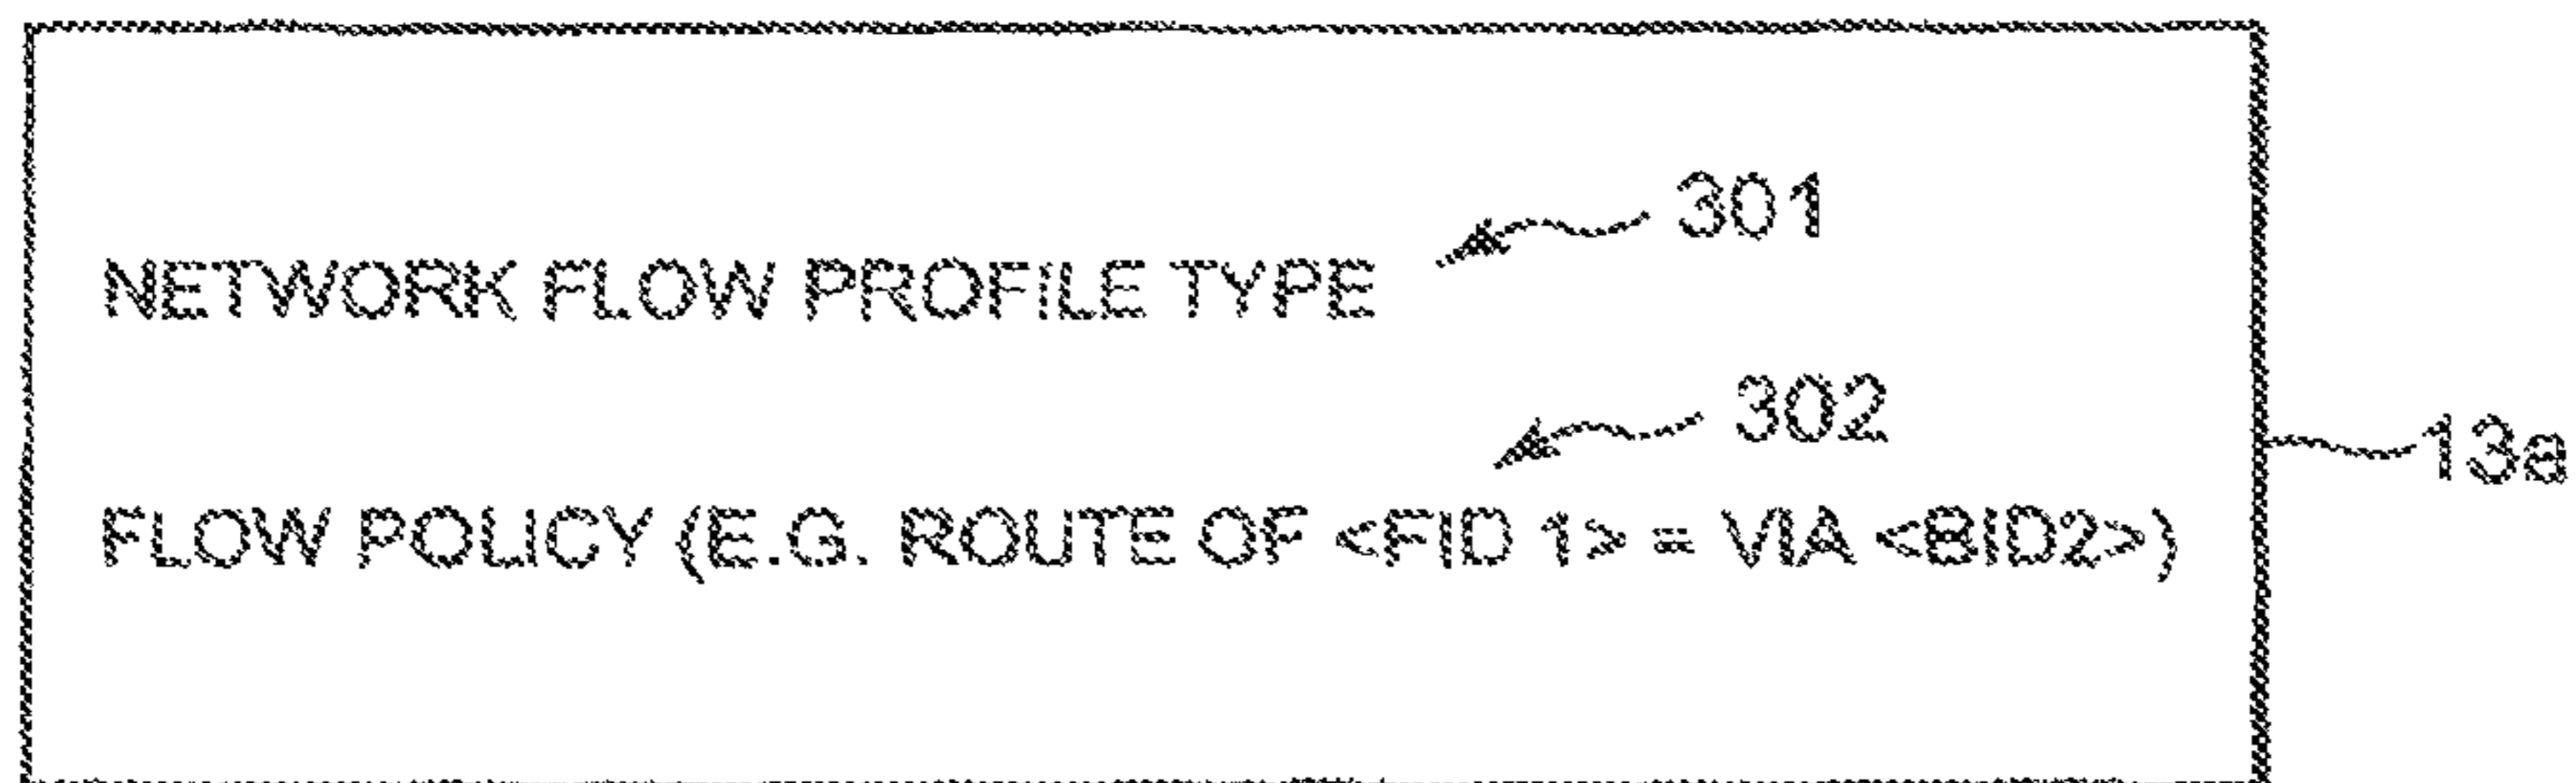 301
NETWORK FLOW PROFILE TYPE
302
13a
FLOW POLICY (E.G. ROUTE OF <FID 1> = VIA <BID2>)